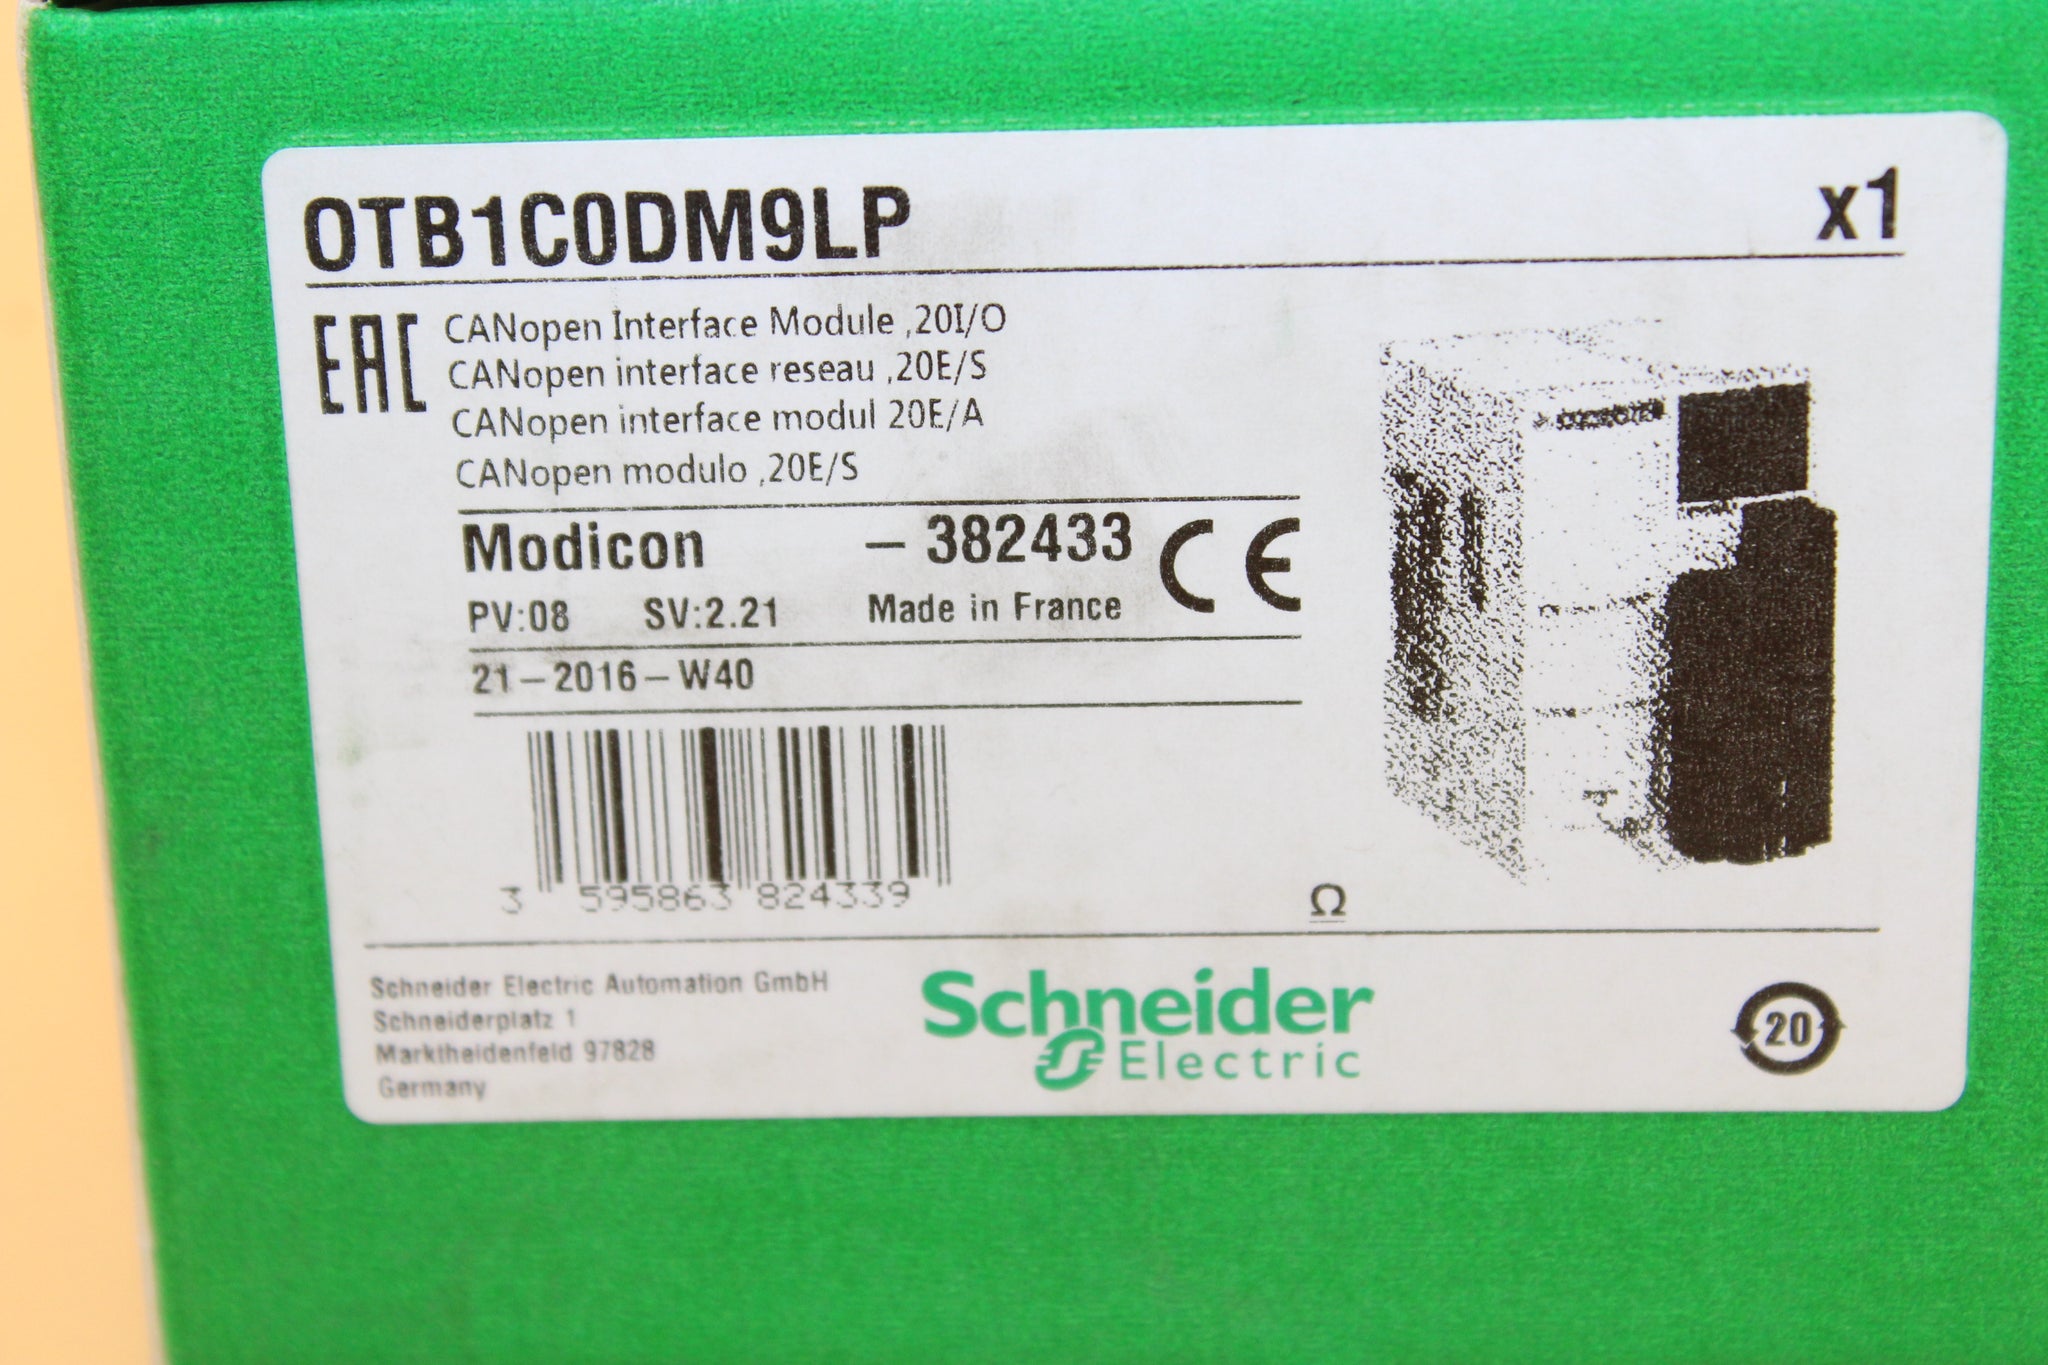 OTB1C0DM9LP x1
EAC CANopen Interface Module ,20I/O
CANopen interface reseau ,20E/S
CANopen interface modul 20E/A
CANopen modulo ,20E/S
Modicon – 382433 CE
PV:08 SV:2.21 Made in France
21–2016–W40
3 595863 824339
Ω
Schneider Electric Automation GmbH
Schneiderplatz 1
Marktheidenfeld 97828
Germany
Schneider
Electric
20